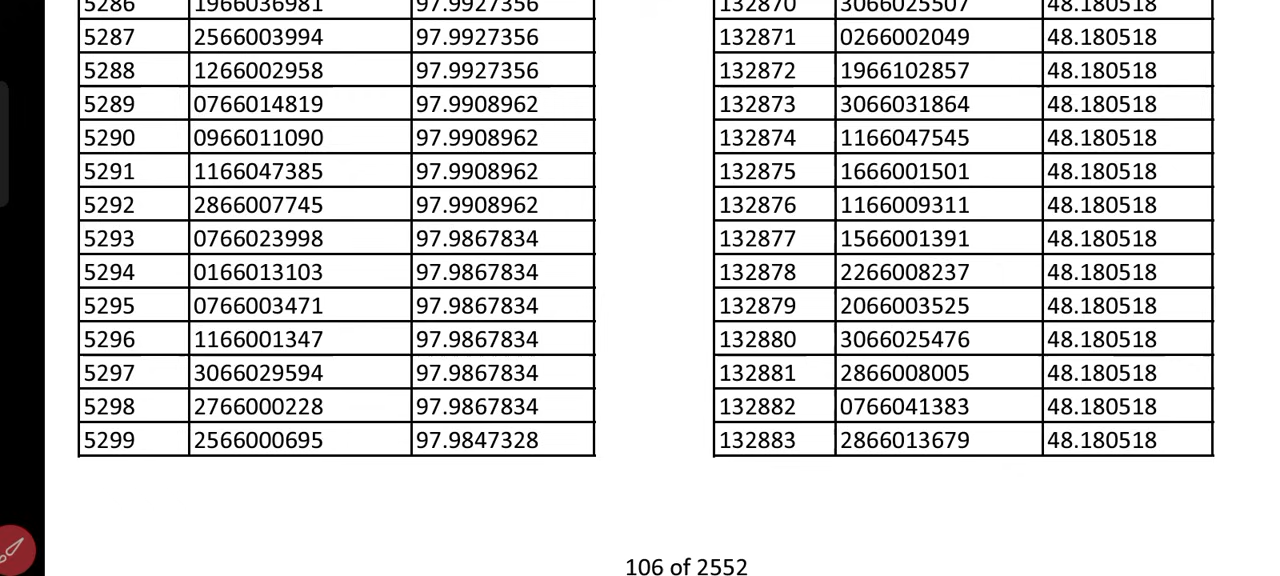 5286 1966036981 97.9927356 132870 3066025507 48.180518
5287 2566003994 97.9927356 132871 0266002049 48.180518
5288 1266002958 97.9927356 132872 1966102857 48.180518
5289 0766014819 97.9908962 132873 3066031864 48.180518
5290 0966011090 97.9908962 132874 1166047545 48.180518
5291 1166047385 97.9908962 132875 1666001501 48.180518
5292 2866007745 97.9908962 132876 1166009311 48.180518
5293 0766023998 97.9867834 132877 1566001391 48.180518
5294 0166013103 97.9867834 132878 2266008237 48.180518
5295 0766003471 97.9867834 132879 2066003525 48.180518
5296 1166001347 97.9867834 132880 3066025476 48.180518
5297 3066029594 97.9867834 132881 2866008005 48.180518
5298 2766000228 97.9867834 132882 0766041383 48.180518
5299 2566000695 97.9847328 132883 2866013679 48.180518
106 of 2552